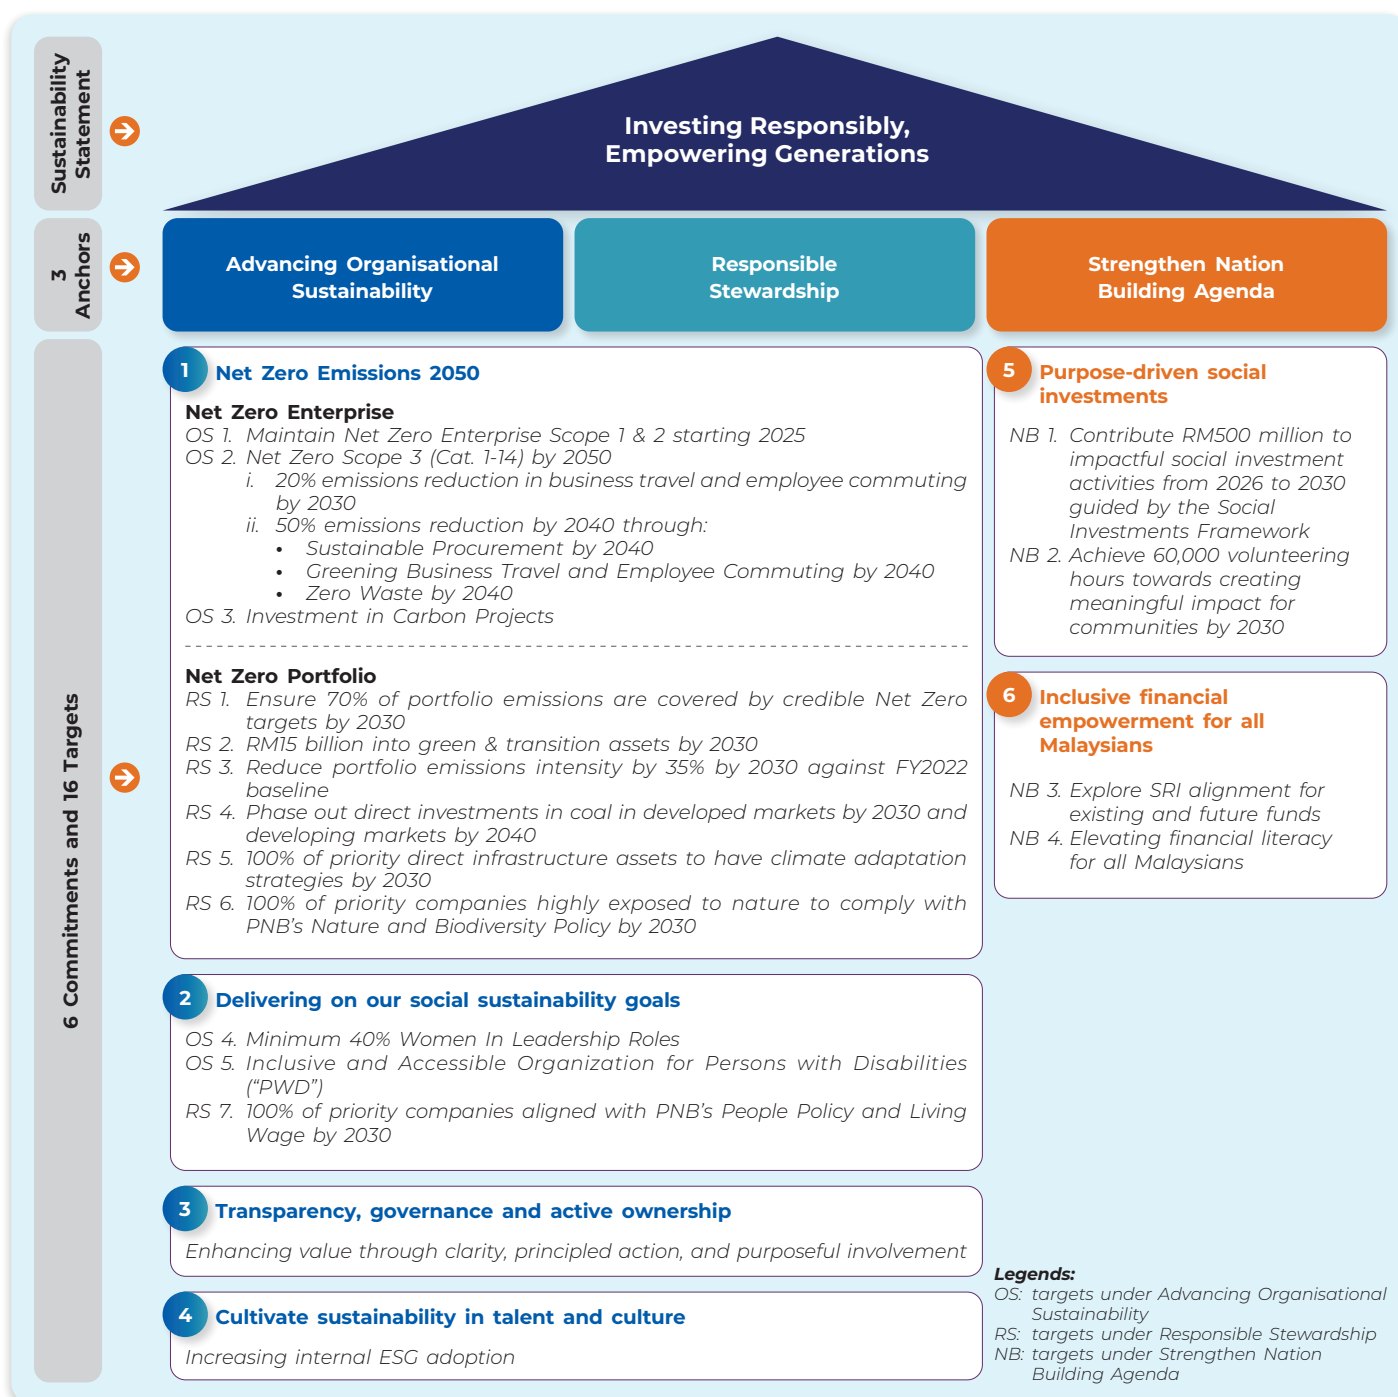 Sustainability
Statement
Investing Responsibly,
Empowering Generations
3
Anchors
Advancing Organisational
Sustainability
Responsible
Stewardship
Strengthen Nation
Building Agenda
6 Commitments and 16 Targets
1 Net Zero Emissions 2050
Net Zero Enterprise
OS 1. Maintain Net Zero Enterprise Scope 1 & 2 starting 2025
OS 2. Net Zero Scope 3 (Cat. 1-14) by 2050
i. 20% emissions reduction in business travel and employee commuting
by 2030
ii. 50% emissions reduction by 2040 through:
• Sustainable Procurement by 2040
• Greening Business Travel and Employee Commuting by 2040
• Zero Waste by 2040
OS 3. Investment in Carbon Projects
Net Zero Portfolio
RS 1. Ensure 70% of portfolio emissions are covered by credible Net Zero
targets by 2030
RS 2. RM15 billion into green & transition assets by 2030
RS 3. Reduce portfolio emissions intensity by 35% by 2030 against FY2022
baseline
RS 4. Phase out direct investments in coal in developed markets by 2030 and
developing markets by 2040
RS 5. 100% of priority direct infrastructure assets to have climate adaptation
strategies by 2030
RS 6. 100% of priority companies highly exposed to nature to comply with
PNB's Nature and Biodiversity Policy by 2030
2 Delivering on our social sustainability goals
OS 4. Minimum 40% Women In Leadership Roles
OS 5. Inclusive and Accessible Organization for Persons with Disabilities
(“PWD”)
RS 7. 100% of priority companies aligned with PNB's People Policy and Living
Wage by 2030
3 Transparency, governance and active ownership
Enhancing value through clarity, principled action, and purposeful involvement
4 Cultivate sustainability in talent and culture
Increasing internal ESG adoption
5 Purpose-driven social
investments
NB 1. Contribute RM500 million to
impactful social investment
activities from 2026 to 2030
guided by the Social
Investments Framework
NB 2. Achieve 60,000 volunteering
hours towards creating
meaningful impact for
communities by 2030
6 Inclusive financial
empowerment for all
Malaysians
NB 3. Explore SRI alignment for
existing and future funds
NB 4. Elevating financial literacy
for all Malaysians
Legends:
OS: targets under Advancing Organisational
Sustainability
RS: targets under Responsible Stewardship
NB: targets under Strengthen Nation
Building Agenda